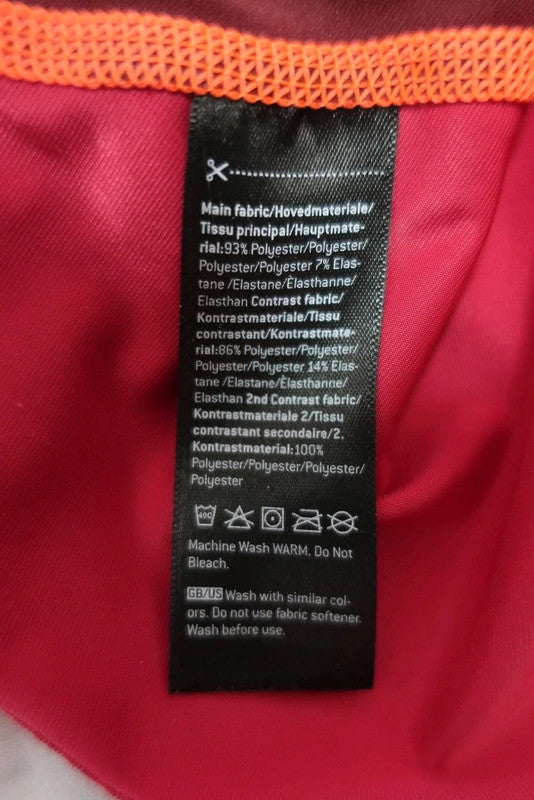 Main fabric/Hovedmateriale/
Tissu principal/Hauptmate-
rial:93% Polyester/Polyester/
Polyester/Polyester 7% Elas-
tane /Elastane/Èlasthanne/
Elasthan Contrast fabric/
Kontrastmateriale/Tissu
contrastant/Kontrastmate-
rial:86% Polyester/Polyester/
Polyester/Polyester 14% Elas-
tane /Elastane/Èlasthanne/
Elasthan 2nd Contrast fabric/
Kontrastmateriale 2/Tissu
contrastant secondaire/2.
Kontrastmaterial:100%
Polyester/Polyester/Polyester/
Polyester
40C
Machine Wash WARM. Do Not
Bleach.
GB/US Wash with similar col-
ors. Do not use fabric softener.
Wash before use.